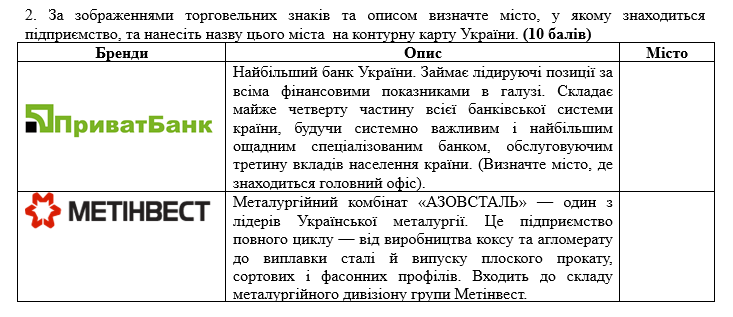 2. За зображеннями торговельних знаків та описом визначте місто, у якому знаходиться
підприємство, та нанесіть назву цього міста на контурну карту України. (10 балів)
Бренди Опис Місто
ПриватБанк
Найбільший банк України. Займає лідируючі позиції за
всіма фінансовими показниками в галузі. Складає
майже четверту частину всієї банківської системи
країни, будучи системно важливим і найбільшим
ощадним спеціалізованим банком, обслуговуючим
третину вкладів населення країни. (Визначте місто, де
знаходиться головний офіс).
МЕТІНВЕСТ
Металургійний комбінат «АЗОВСТАЛЬ» — один з
лідерів Української металургії. Це підприємство
повного циклу — від виробництва коксу та агломерату
до виплавки сталі й випуску плоского прокату,
сортових і фасонних профілів. Входить до складу
металургійного дивізіону групи Метінвест.